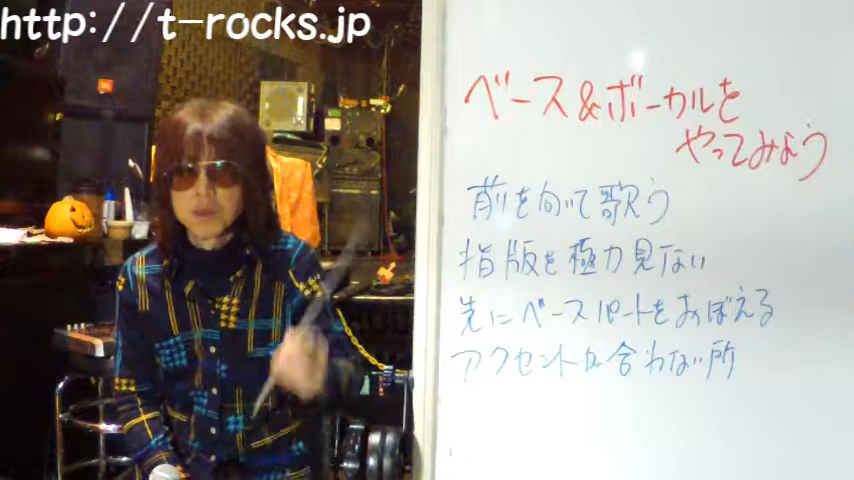 http://t-rocks.jp
ベース&ボーカルを
やってみよう
前を向いて歌う
指版を極力見ない
先にベースパートをおぼえる
アクセントが合わない所